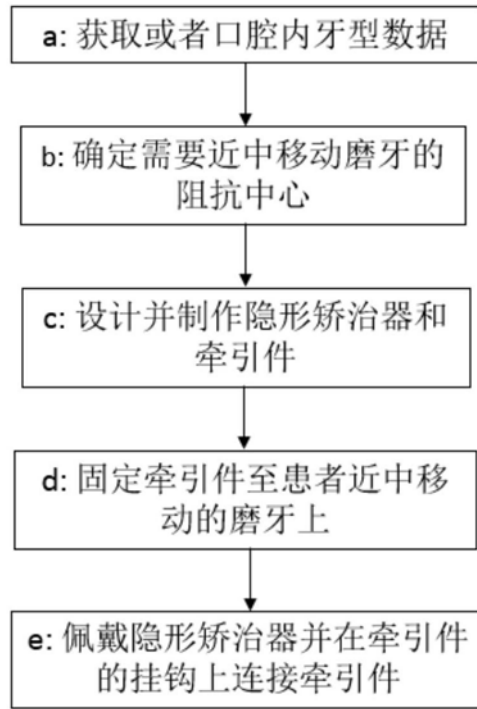 a: 获取或者口腔内牙型数据
b: 确定需要近中移动磨牙的
阻抗中心
c: 设计并制作隐形矫治器和
牵引件
d: 固定牵引件至患者近中移
动的磨牙上
e: 佩戴隐形矫治器并在牵引件
的挂钩上连接牵引件